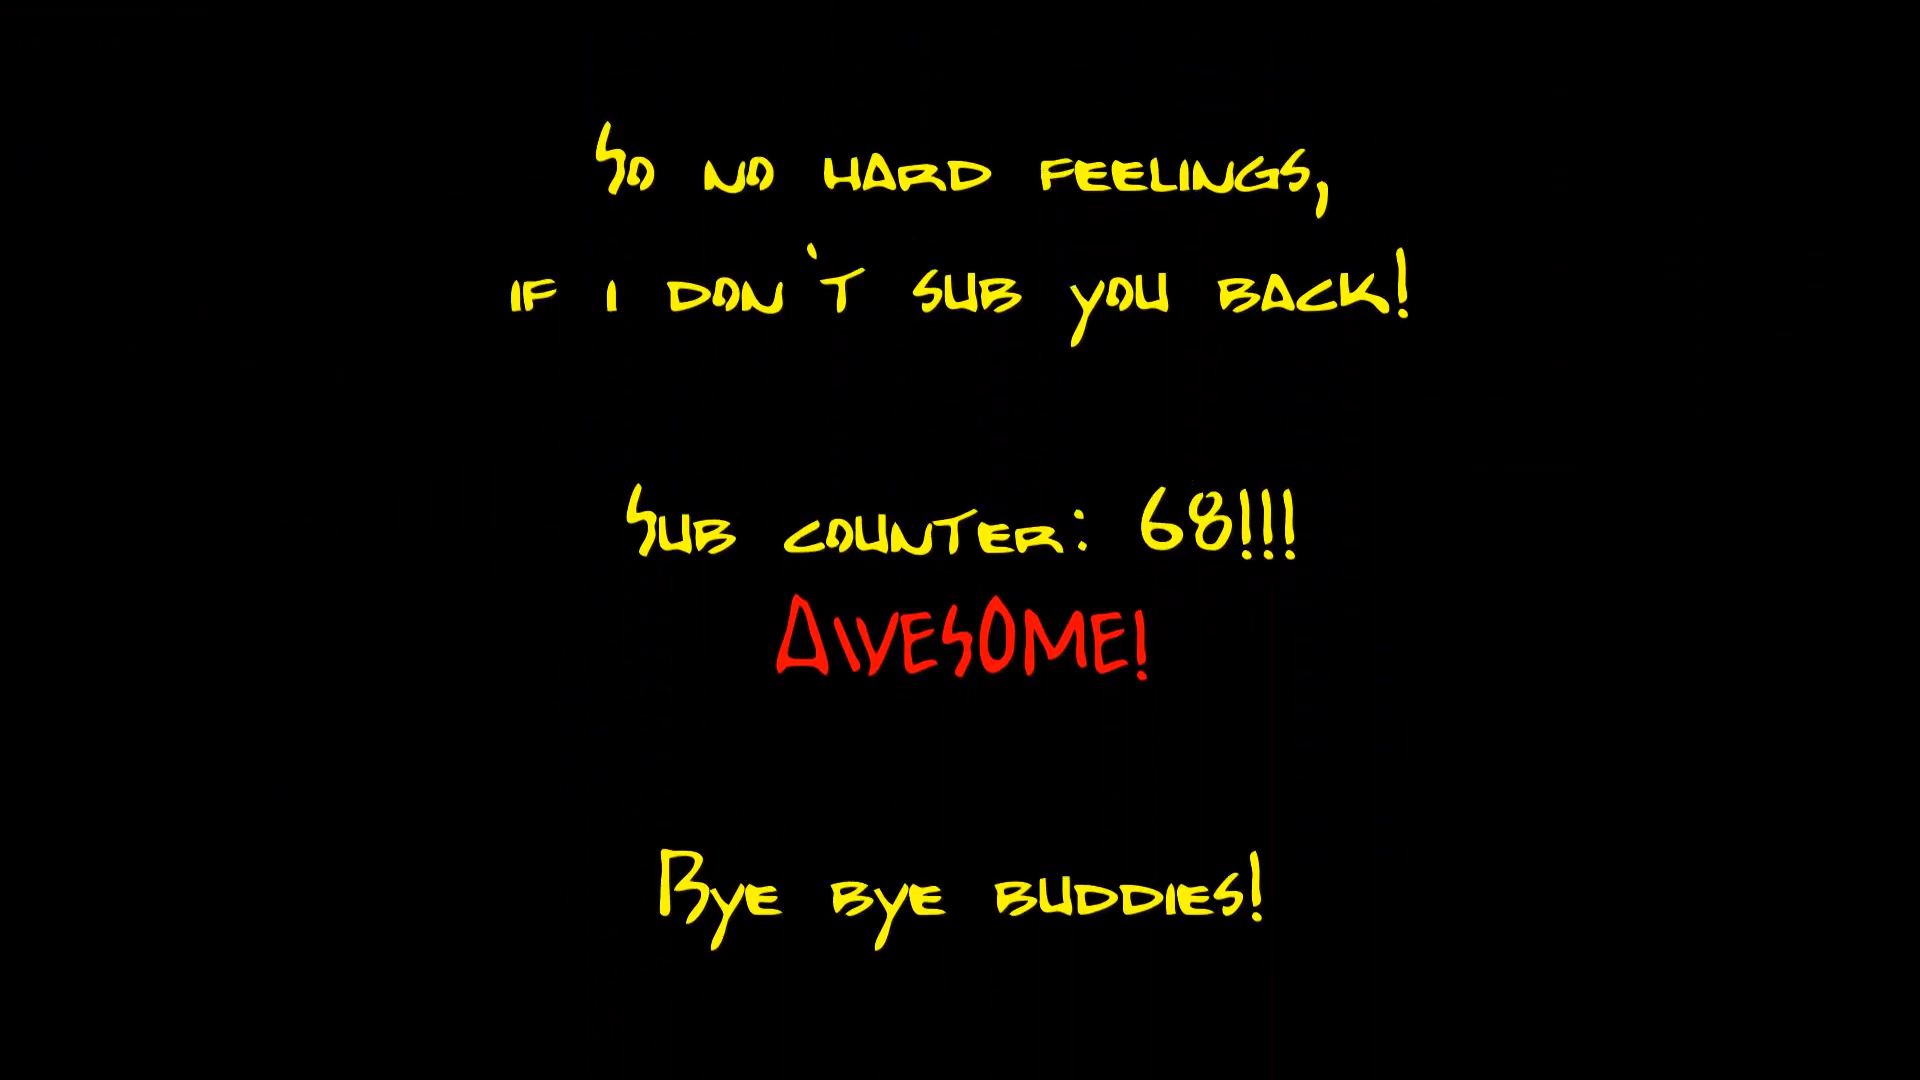 So no hard feelings,
if i don't sub you back!
Sub counter: 68!!!
AWESOME!
Bye bye buddies!